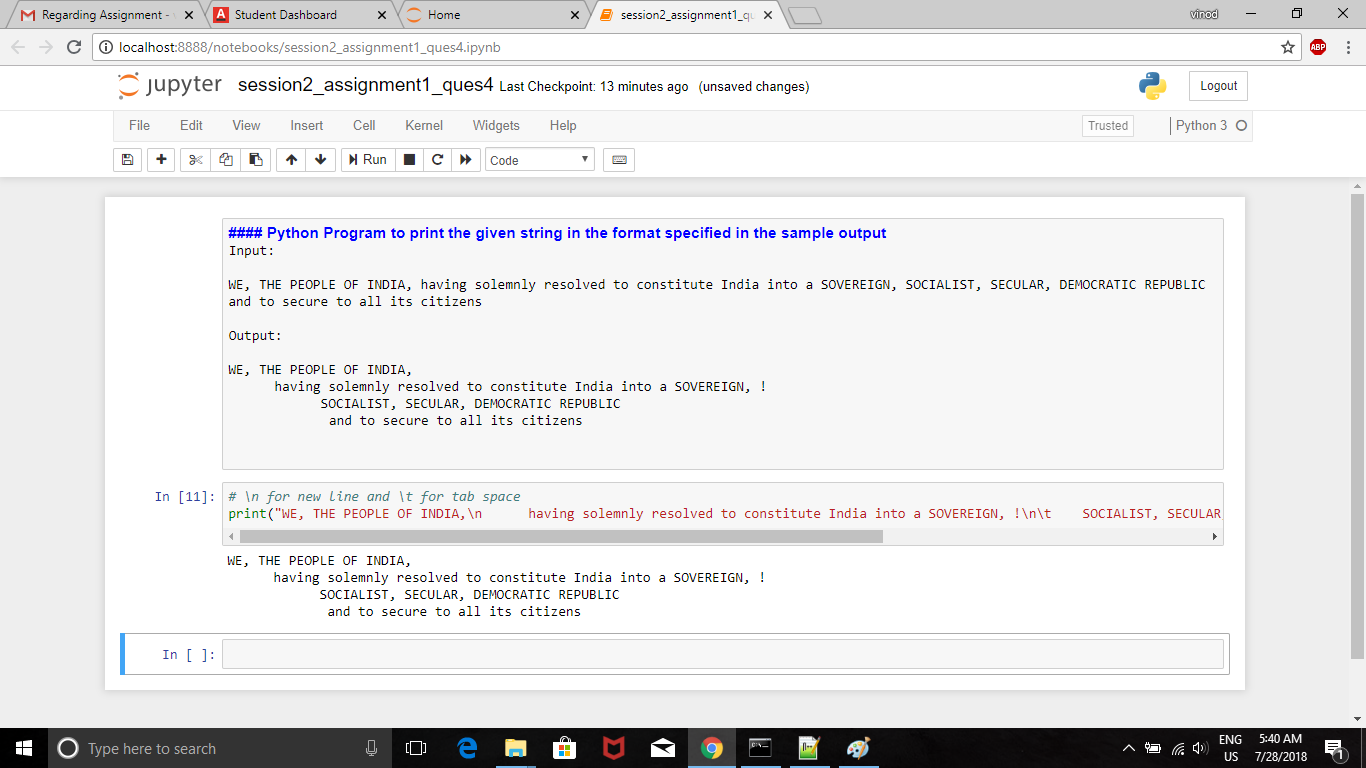 Regarding Assignment -
Student Dashboard
Home
session2_assignment1_qu
vinod
localhost:8888/notebooks/session2_assignment1_ques4.ipynb
ABP
jupyter session2_assignment1_ques4 Last Checkpoint: 13 minutes ago (unsaved changes)
Logout
File Edit View Insert Cell Kernel Widgets Help
Trusted
Python 3
Run
Code
#### Python Program to print the given string in the format specified in the sample output
Input:
WE, THE PEOPLE OF INDIA, having solemnly resolved to constitute India into a SOVEREIGN, SOCIALIST, SECULAR, DEMOCRATIC REPUBLIC
and to secure to all its citizens
Output:
WE, THE PEOPLE OF INDIA,
having solemnly resolved to constitute India into a SOVEREIGN, !
SOCIALIST, SECULAR, DEMOCRATIC REPUBLIC
and to secure to all its citizens
In [11]:
# \n for new line and \t for tab space
print("WE, THE PEOPLE OF INDIA,\n      having solemnly resolved to constitute India into a SOVEREIGN, !\n\t    SOCIALIST, SECULAR
WE, THE PEOPLE OF INDIA,
having solemnly resolved to constitute India into a SOVEREIGN, !
SOCIALIST, SECULAR, DEMOCRATIC REPUBLIC
and to secure to all its citizens
In [ ]:
Type here to search
ENG
US
5:40 AM
7/28/2018
1